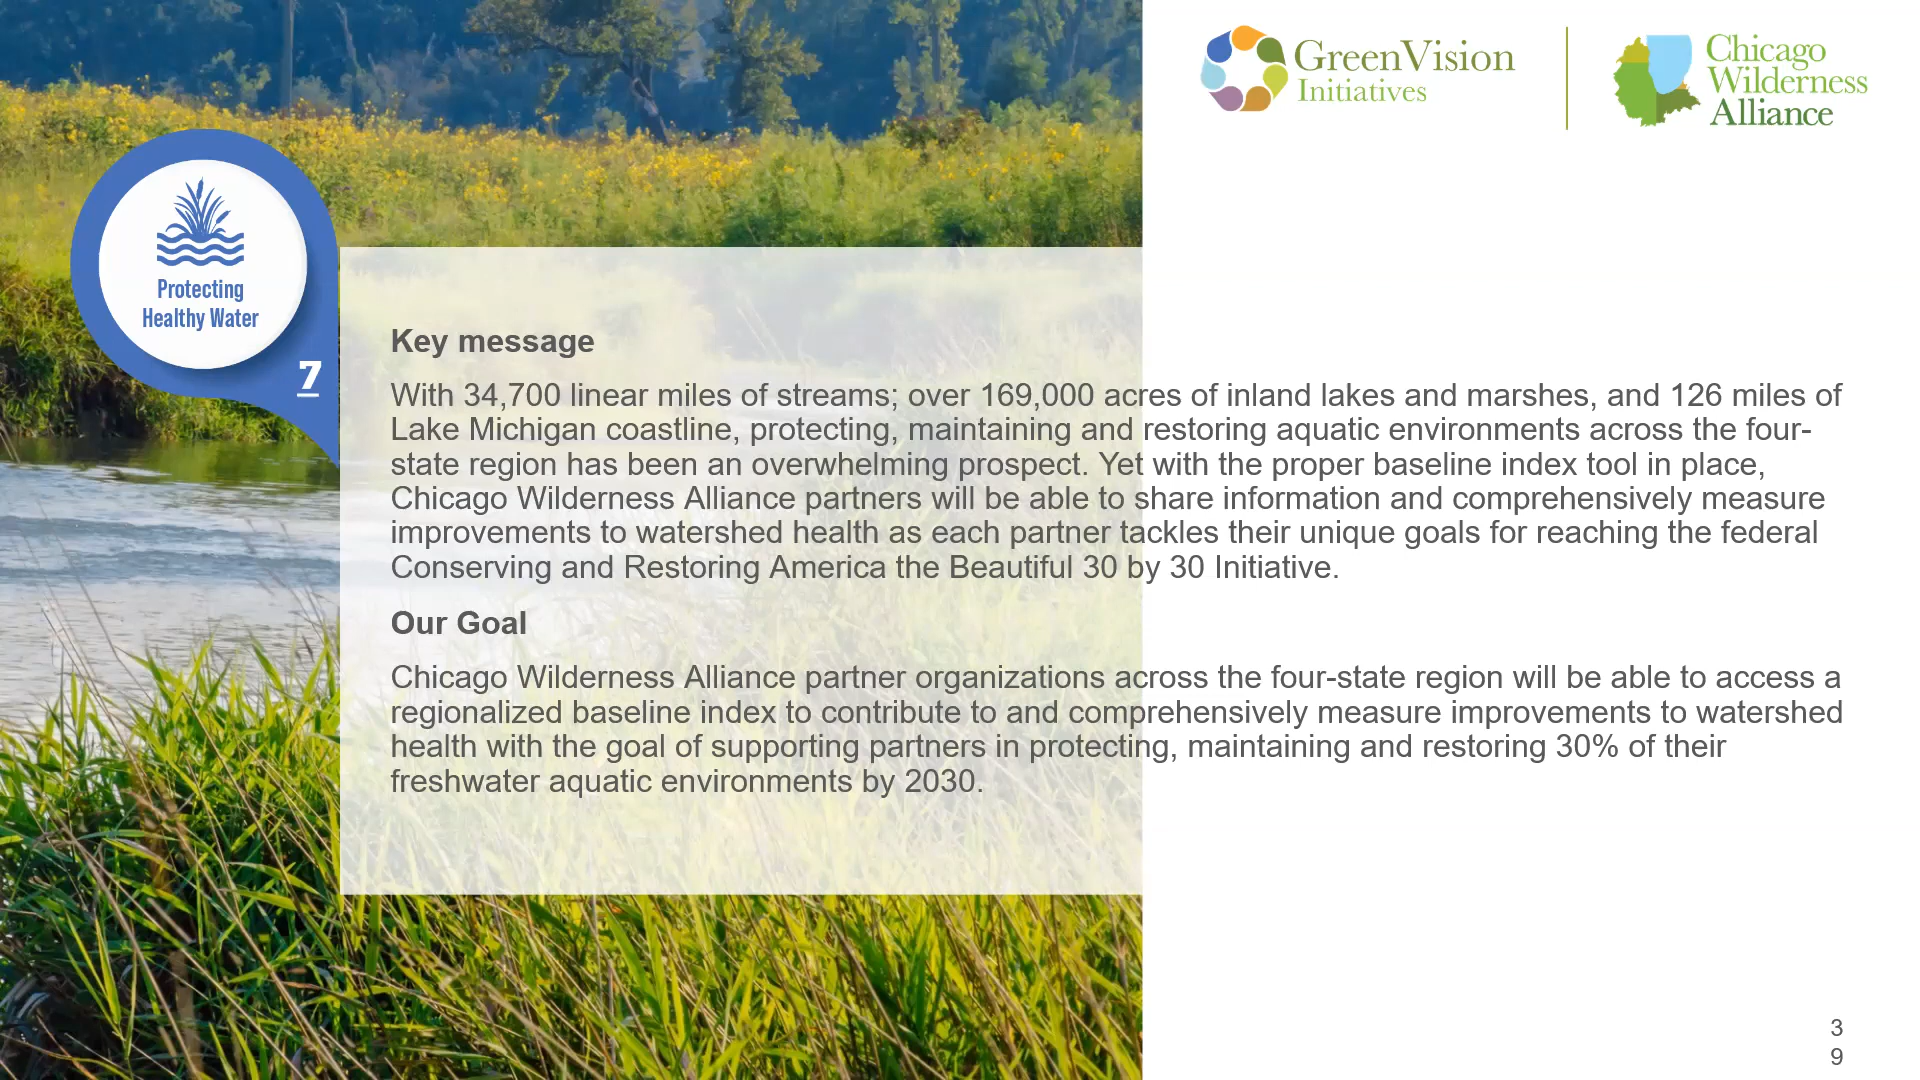 GreenVision
Initiatives
Chicago
Wilderness
Alliance
Protecting
Healthy Water
7
Key message
With 34,700 linear miles of streams; over 169,000 acres of inland lakes and marshes, and 126 miles of
Lake Michigan coastline, protecting, maintaining and restoring aquatic environments across the four-
state region has been an overwhelming prospect. Yet with the proper baseline index tool in place,
Chicago Wilderness Alliance partners will be able to share information and comprehensively measure
improvements to watershed health as each partner tackles their unique goals for reaching the federal
Conserving and Restoring America the Beautiful 30 by 30 Initiative.
Our Goal
Chicago Wilderness Alliance partner organizations across the four-state region will be able to access a
regionalized baseline index to contribute to and comprehensively measure improvements to watershed
health with the goal of supporting partners in protecting, maintaining and restoring 30% of their
freshwater aquatic environments by 2030.
3
9